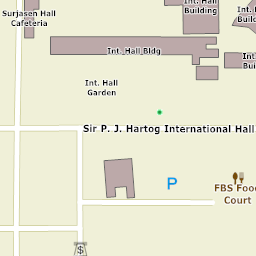 Surjasen Hall
Cafeteria
Int. Hall
Building
Int. Hall Bldg
Int. Hall
Garden
Sir P. J. Hartog International Hall
P
FBS Food
Court
$